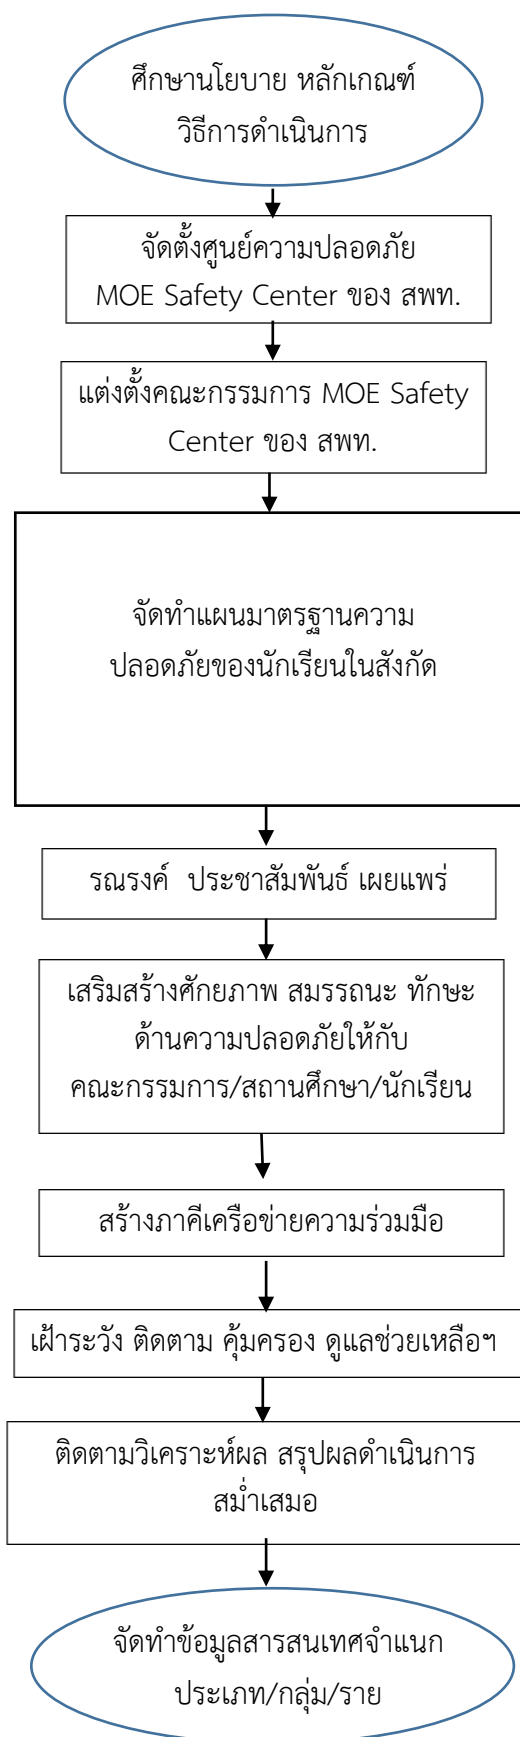 ศึกษานโยบาย หลักเกณฑ์
วิธีการดำเนินการ
จัดตั้งศูนย์ความปลอดภัย
MOE Safety Center ของ สพท.
แต่งตั้งคณะกรรมการ MOE Safety
Center ของ สพท.
จัดทำแผนมาตรฐานความ
ปลอดภัยของนักเรียนในสังกัด
รณรงค์ ประชาสัมพันธ์ เผยแพร่
เสริมสร้างศักยภาพ สมรรถนะ ทักษะ
ด้านความปลอดภัยให้กับ
คณะกรรมการ/สถานศึกษา/นักเรียน
สร้างภาคีเครือข่ายความร่วมมือ
เฝ้าระวัง ติดตาม คุ้มครอง ดูแลช่วยเหลือฯ
ติดตามวิเคราะห์ผล สรุปผลดำเนินการ
สม่ำเสมอ
จัดทำข้อมูลสารสนเทศจำแนก
ประเภท/กลุ่ม/ราย